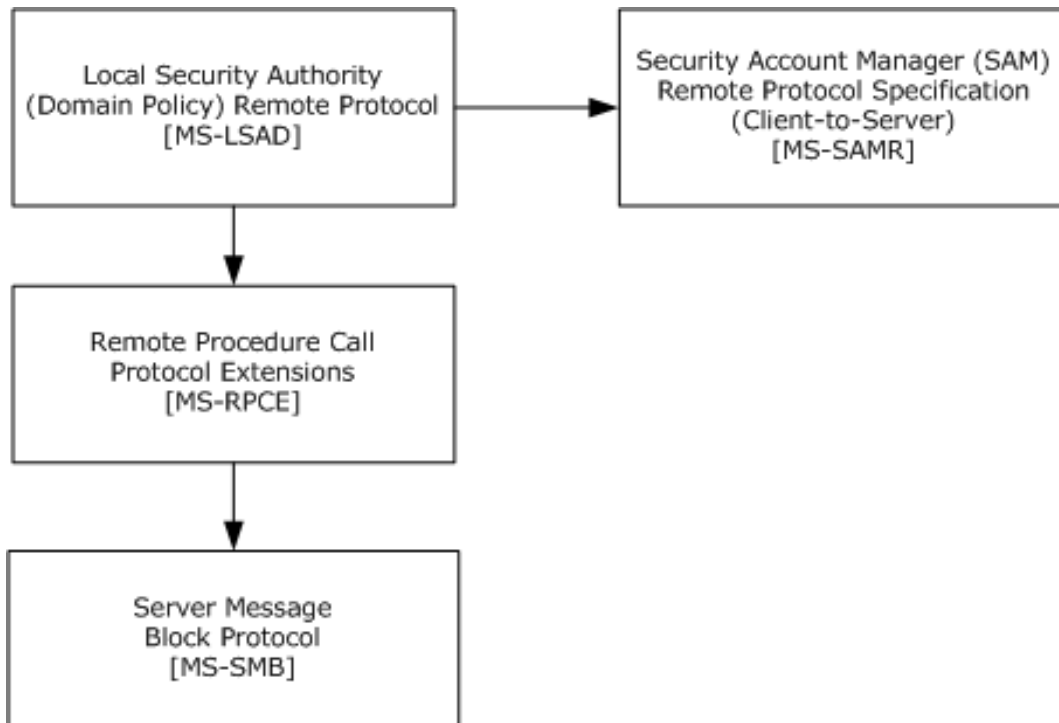 Local Security Authority
(Domain Policy) Remote Protocol
[MS-LSAD]
Security Account Manager (SAM)
Remote Protocol Specification
(Client-to-Server)
[MS-SAMR]
Remote Procedure Call
Protocol Extensions
[MS-RPCE]
Server Message
Block Protocol
[MS-SMB]